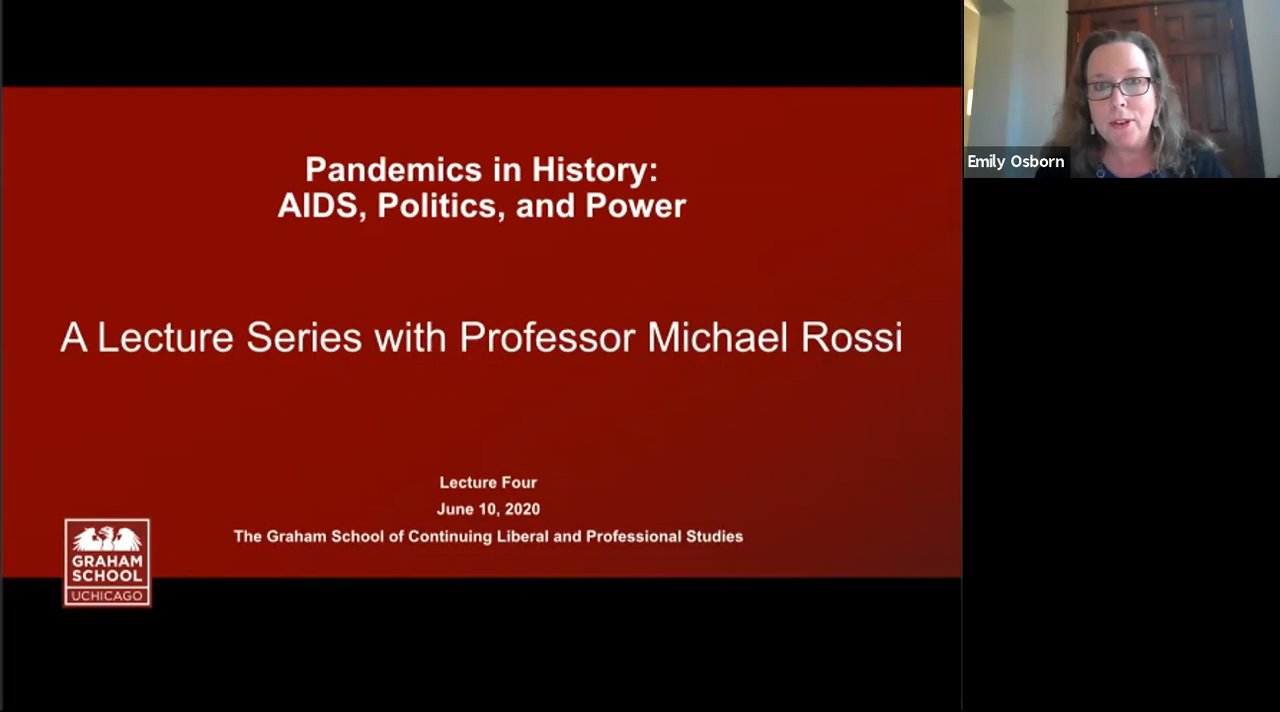 Pandemics in History:
AIDS, Politics, and Power
A Lecture Series with Professor Michael Rossi
Lecture Four
June 10, 2020
The Graham School of Continuing Liberal and Professional Studies
GRAHAM
SCHOOL
UCHICAGO
Emily Osborn